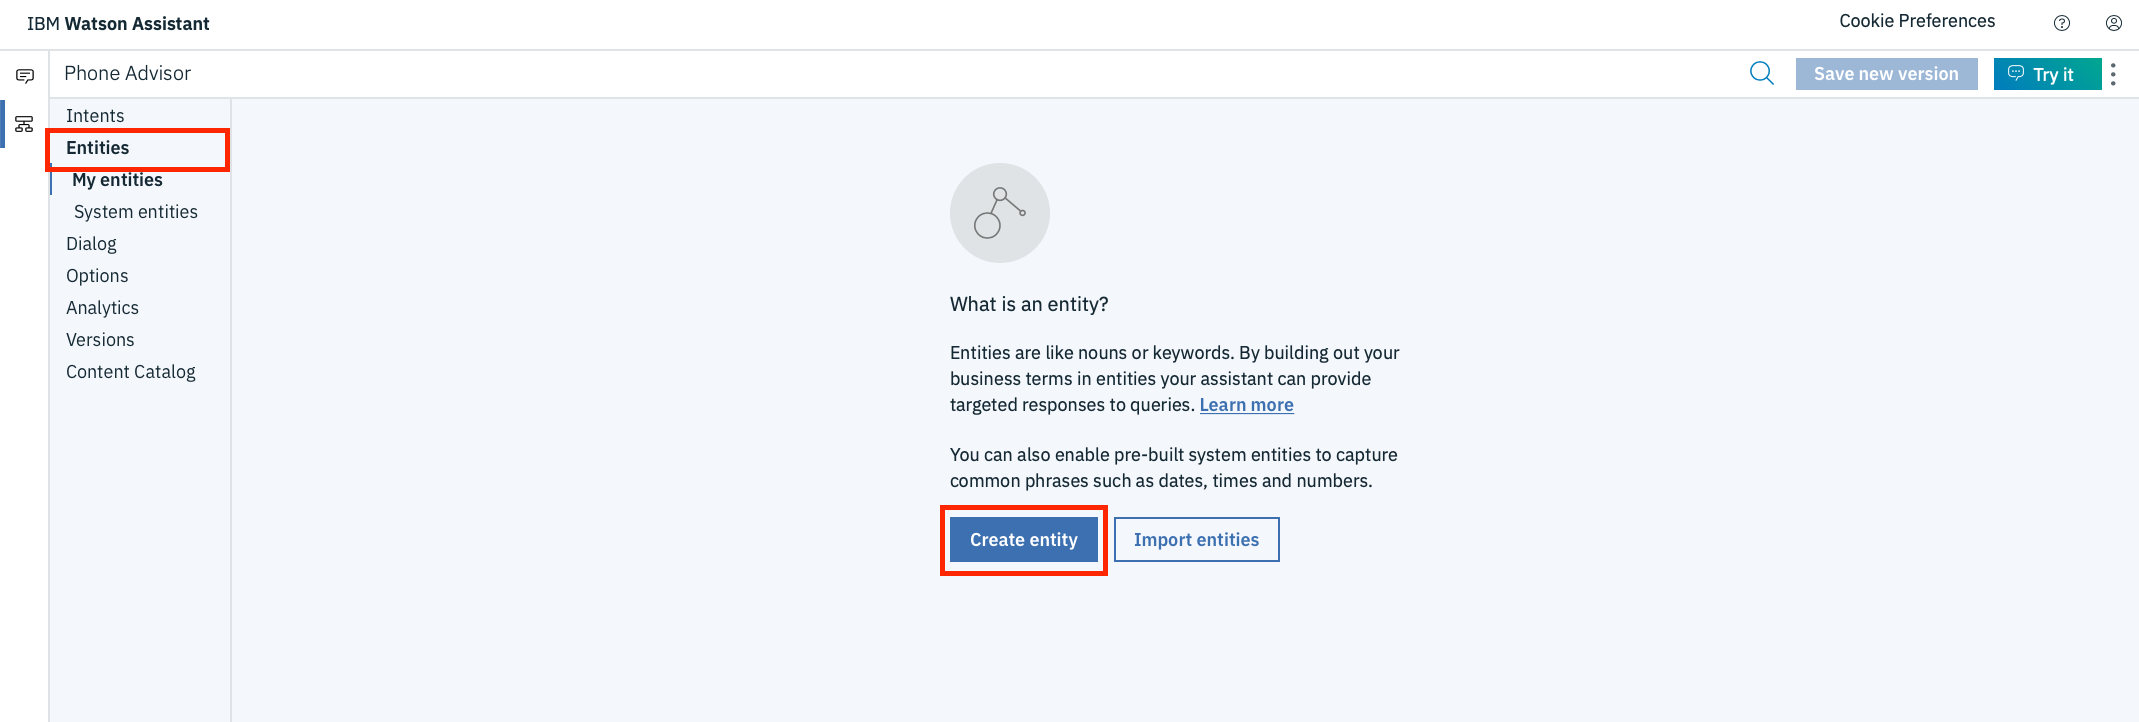 IBM Watson Assistant
Cookie Preferences
Phone Advisor
Save new version
Try it
Intents
Entities
My entities
System entities
Dialog
Options
Analytics
Versions
Content Catalog
What is an entity?
Entities are like nouns or keywords. By building out your
business terms in entities your assistant can provide
targeted responses to queries. Learn more
You can also enable pre-built system entities to capture
common phrases such as dates, times and numbers.
Create entity
Import entities